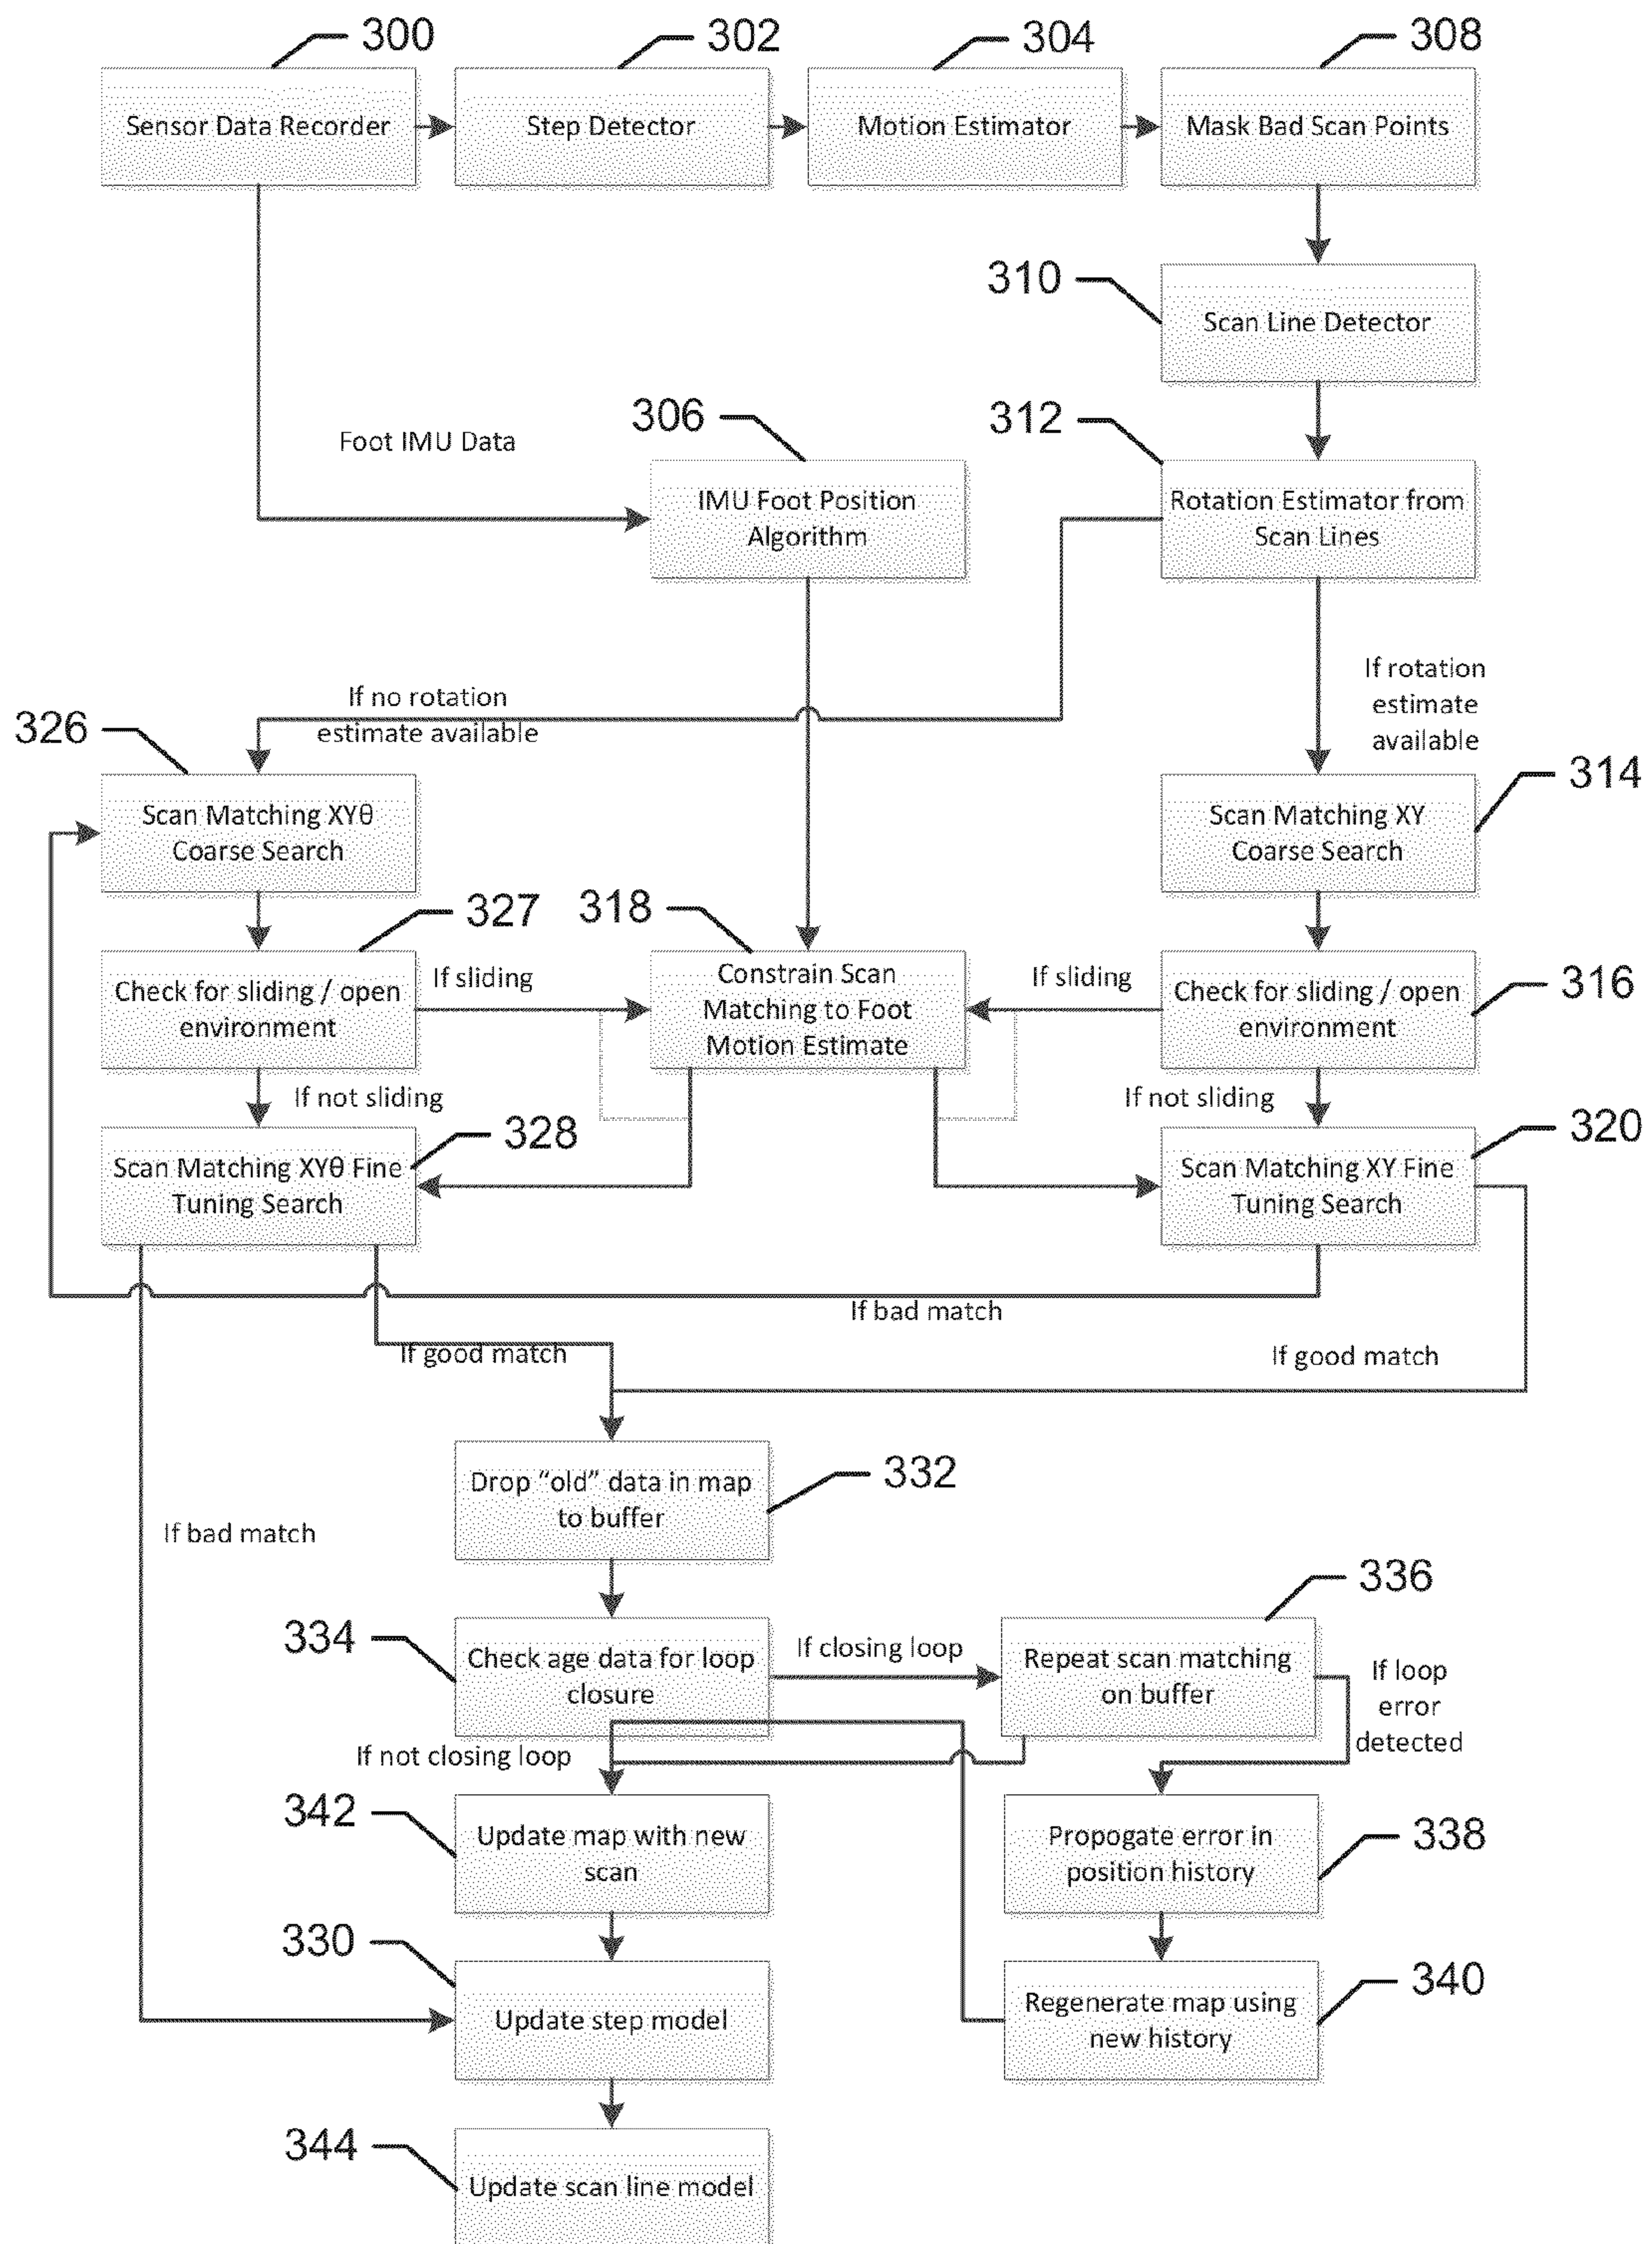 300
302
304
308
Sensor Data Recorder
Step Detector
Motion Estimator
Mask Bad Scan Points
310
Scan Line Detector
306
312
Foot IMU Data
IMU Foot Position
Algorithm
Rotation Estimator from
Scan Lines
If no rotation
estimate available
If rotation
estimate
available
326
314
Scan Matching XYθ
Coarse Search
Scan Matching XY
Coarse Search
327
318
316
Check for sliding / open
environment
If sliding
Constrain Scan
Matching to Foot
Motion Estimate
If sliding
Check for sliding / open
environment
If not sliding
If not sliding
328
320
Scan Matching XYθ Fine
Tuning Search
Scan Matching XY Fine
Tuning Search
If bad match
If good match
If good match
332
Drop “old” data in map
to buffer
If bad match
336
334
Check age data for loop
closure
If closing loop
Repeat scan matching
on buffer
If loop
error
detected
If not closing loop
342
Update map with new
scan
338
Propogate error in
position history
330
Update step model
340
Regenerate map using
new history
344
Update scan line model